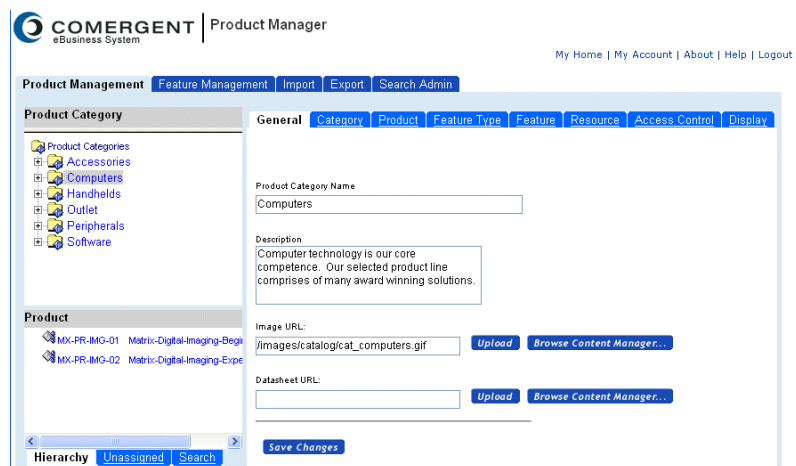 COMERGENT
eBusiness System
Product Manager
My Home | My Account | About | Help | Logout
Product Management Feature Management Import Export Search Admin
Product Category
Product Categories
Accessories
Computers
Handhelds
Outlet
Peripherals
Software
Product
MX-PR-IMG-01 Matrix-Digital-Imaging-Begi
MX-PR-IMG-02 Matrix-Digital-Imaging-Expe
Hierarchy Unassigned Search
General Category Product Feature Type Feature Resource Access Control Display
Product Category Name
Computers
Description
Computer technology is our core
competence. Our selected product line
comprises of many award winning solutions.
Image URL:
/images/catalog/cat_computers.gif Upload Browse Content Manager...
Datasheet URL:
Upload Browse Content Manager...
Save Changes